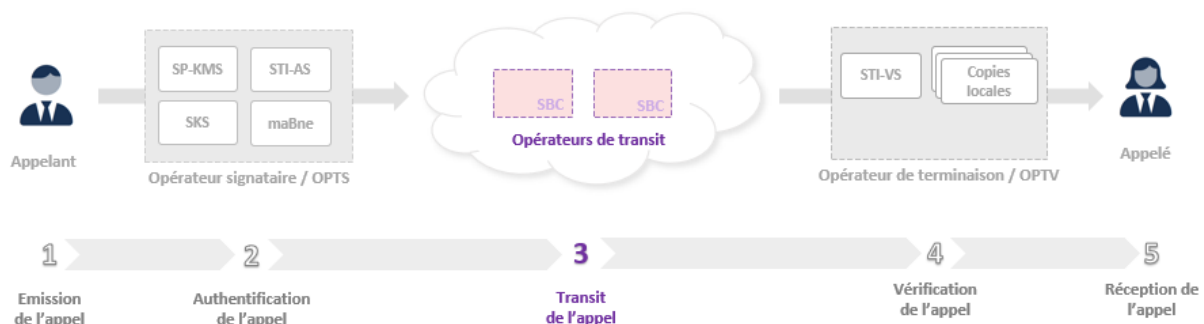 SP-KMS
STI-AS
SKS
maBne
SBC
SBC
Opérateurs de transit
STI-VS
Copies
locales
Appelant
Opérateur signataire / OPTS
Opérateur de terminaison / OPTV
Appelé
1
2
3
4
5
Emission
de l'appel
Authentification
de l'appel
Transit
de l'appel
Vérification
de l'appel
Réception de
l'appel